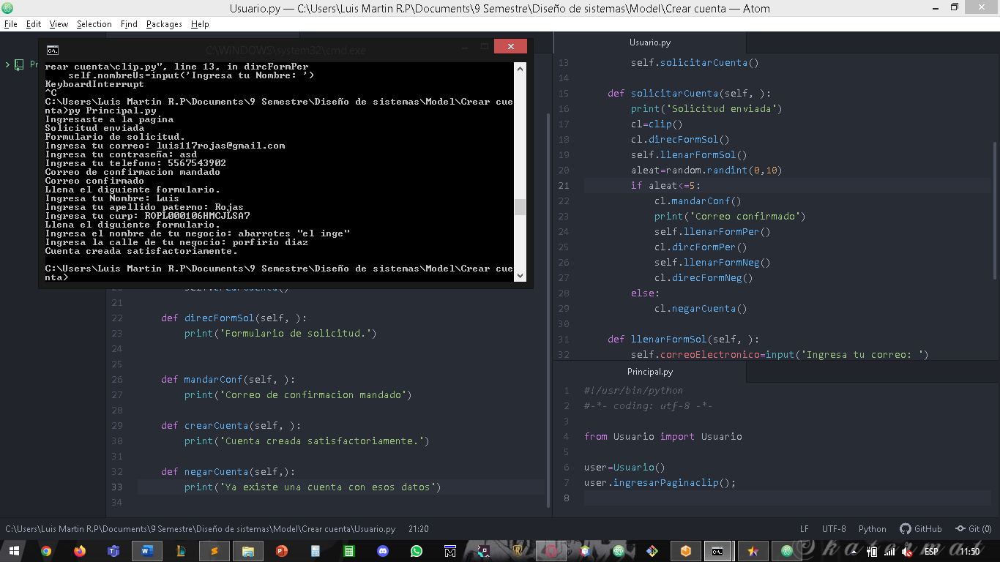 Usuario.py — C:\Users\Luis Martin R.P\Documents\9 Semestre\Diseño de sistemas\Model\Crear cuenta — Atom
File Edit View Selection Find Packages Help
C:\WINDOWS\system32\cmd.exe
rear cuenta\clip.py", line 13, in dircFormPer
    self.nombreUs=input('Ingresa tu Nombre: ')
KeyboardInterrupt
^C
C:\Users\Luis Martin R.P\Documents\9 Semestre\Diseño de sistemas\Model\Crear cue
nta>py Principal.py
Ingresaste a la pagina
Solicitud enviada
Formulario de solicitud.
Ingresa tu correo: luis117rojas@gmail.com
Ingresa tu contraseña: asd
Ingresa tu telefono: 5567543902
Correo de confirmacion mandado
Correo confirmado
Llena el diguiente formulario.
Ingresa tu Nombre: Luis
Ingresa tu apellido paterno: Rojas
Ingresa tu curp: ROPL000106HMCJLSA7
Llena el diguiente formulario.
Ingresa el nombre de tu negocio: abarrotes "el inge"
Ingresa la calle de tu negocio: porfirio diaz
Cuenta creada satisfactoriamente.
C:\Users\Luis Martin R.P\Documents\9 Semestre\Diseño de sistemas\Model\Crear cue
nta>
Pr
21
22 def direcFormSol(self, ):
23 print('Formulario de solicitud.')
24
25
26 def mandarConf(self, ):
27 print('Correo de confirmacion mandado')
28
29 def crearCuenta(self, ):
30 print('Cuenta creada satisfactoriamente.')
31
32 def negarCuenta(self,):
33 print('Ya existe una cuenta con esos datos')
34
Usuario.py
13 self.solicitarCuenta()
14
15 def solicitarCuenta(self, ):
16 print('Solicitud enviada')
17 cl=clip()
18 cl.direcFormSol()
19 self.llenarFormSol()
20 aleat=random.randint(0,10)
21 if aleat<=5:
22 cl.mandarConf()
23 print('Correo confirmado')
24 self.llenarFormPer()
25 cl.dircFormPer()
26 self.llenarFormNeg()
27 cl.direcFormNeg()
28 else:
29 cl.negarCuenta()
30
31 def llenarFormSol(self, ):
32 self.correoElectronico=input('Ingresa tu correo: ')
Principal.py
1 #!/usr/bin/python
2 #-*- coding: utf-8 -*-
3
4 from Usuario import Usuario
5
6 user=Usuario()
7 user.ingresarPaginaclip();
8
C:\Users\Luis Martin R.P\Documents\9 Semestre\Diseño de sistemas\Model\Crear cuenta\Usuario.py 21:20 LF UTF-8 Python GitHub Git (0)
ESP 11:50